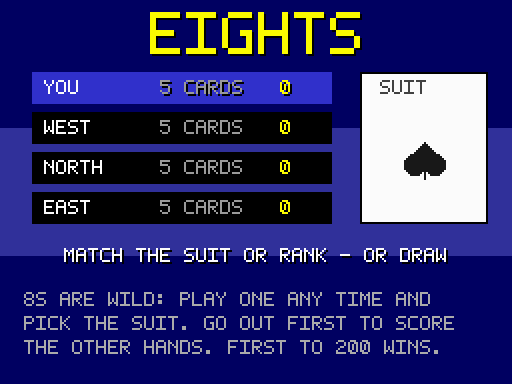 EIGHTS
YOU 5 CARDS 0
SUIT
WEST 5 CARDS 0
NORTH 5 CARDS 0
EAST 5 CARDS 0
MATCH THE SUIT OR RANK - OR DRAW
8S ARE WILD: PLAY ONE ANY TIME AND
PICK THE SUIT. GO OUT FIRST TO SCORE
THE OTHER HANDS. FIRST TO 200 WINS.